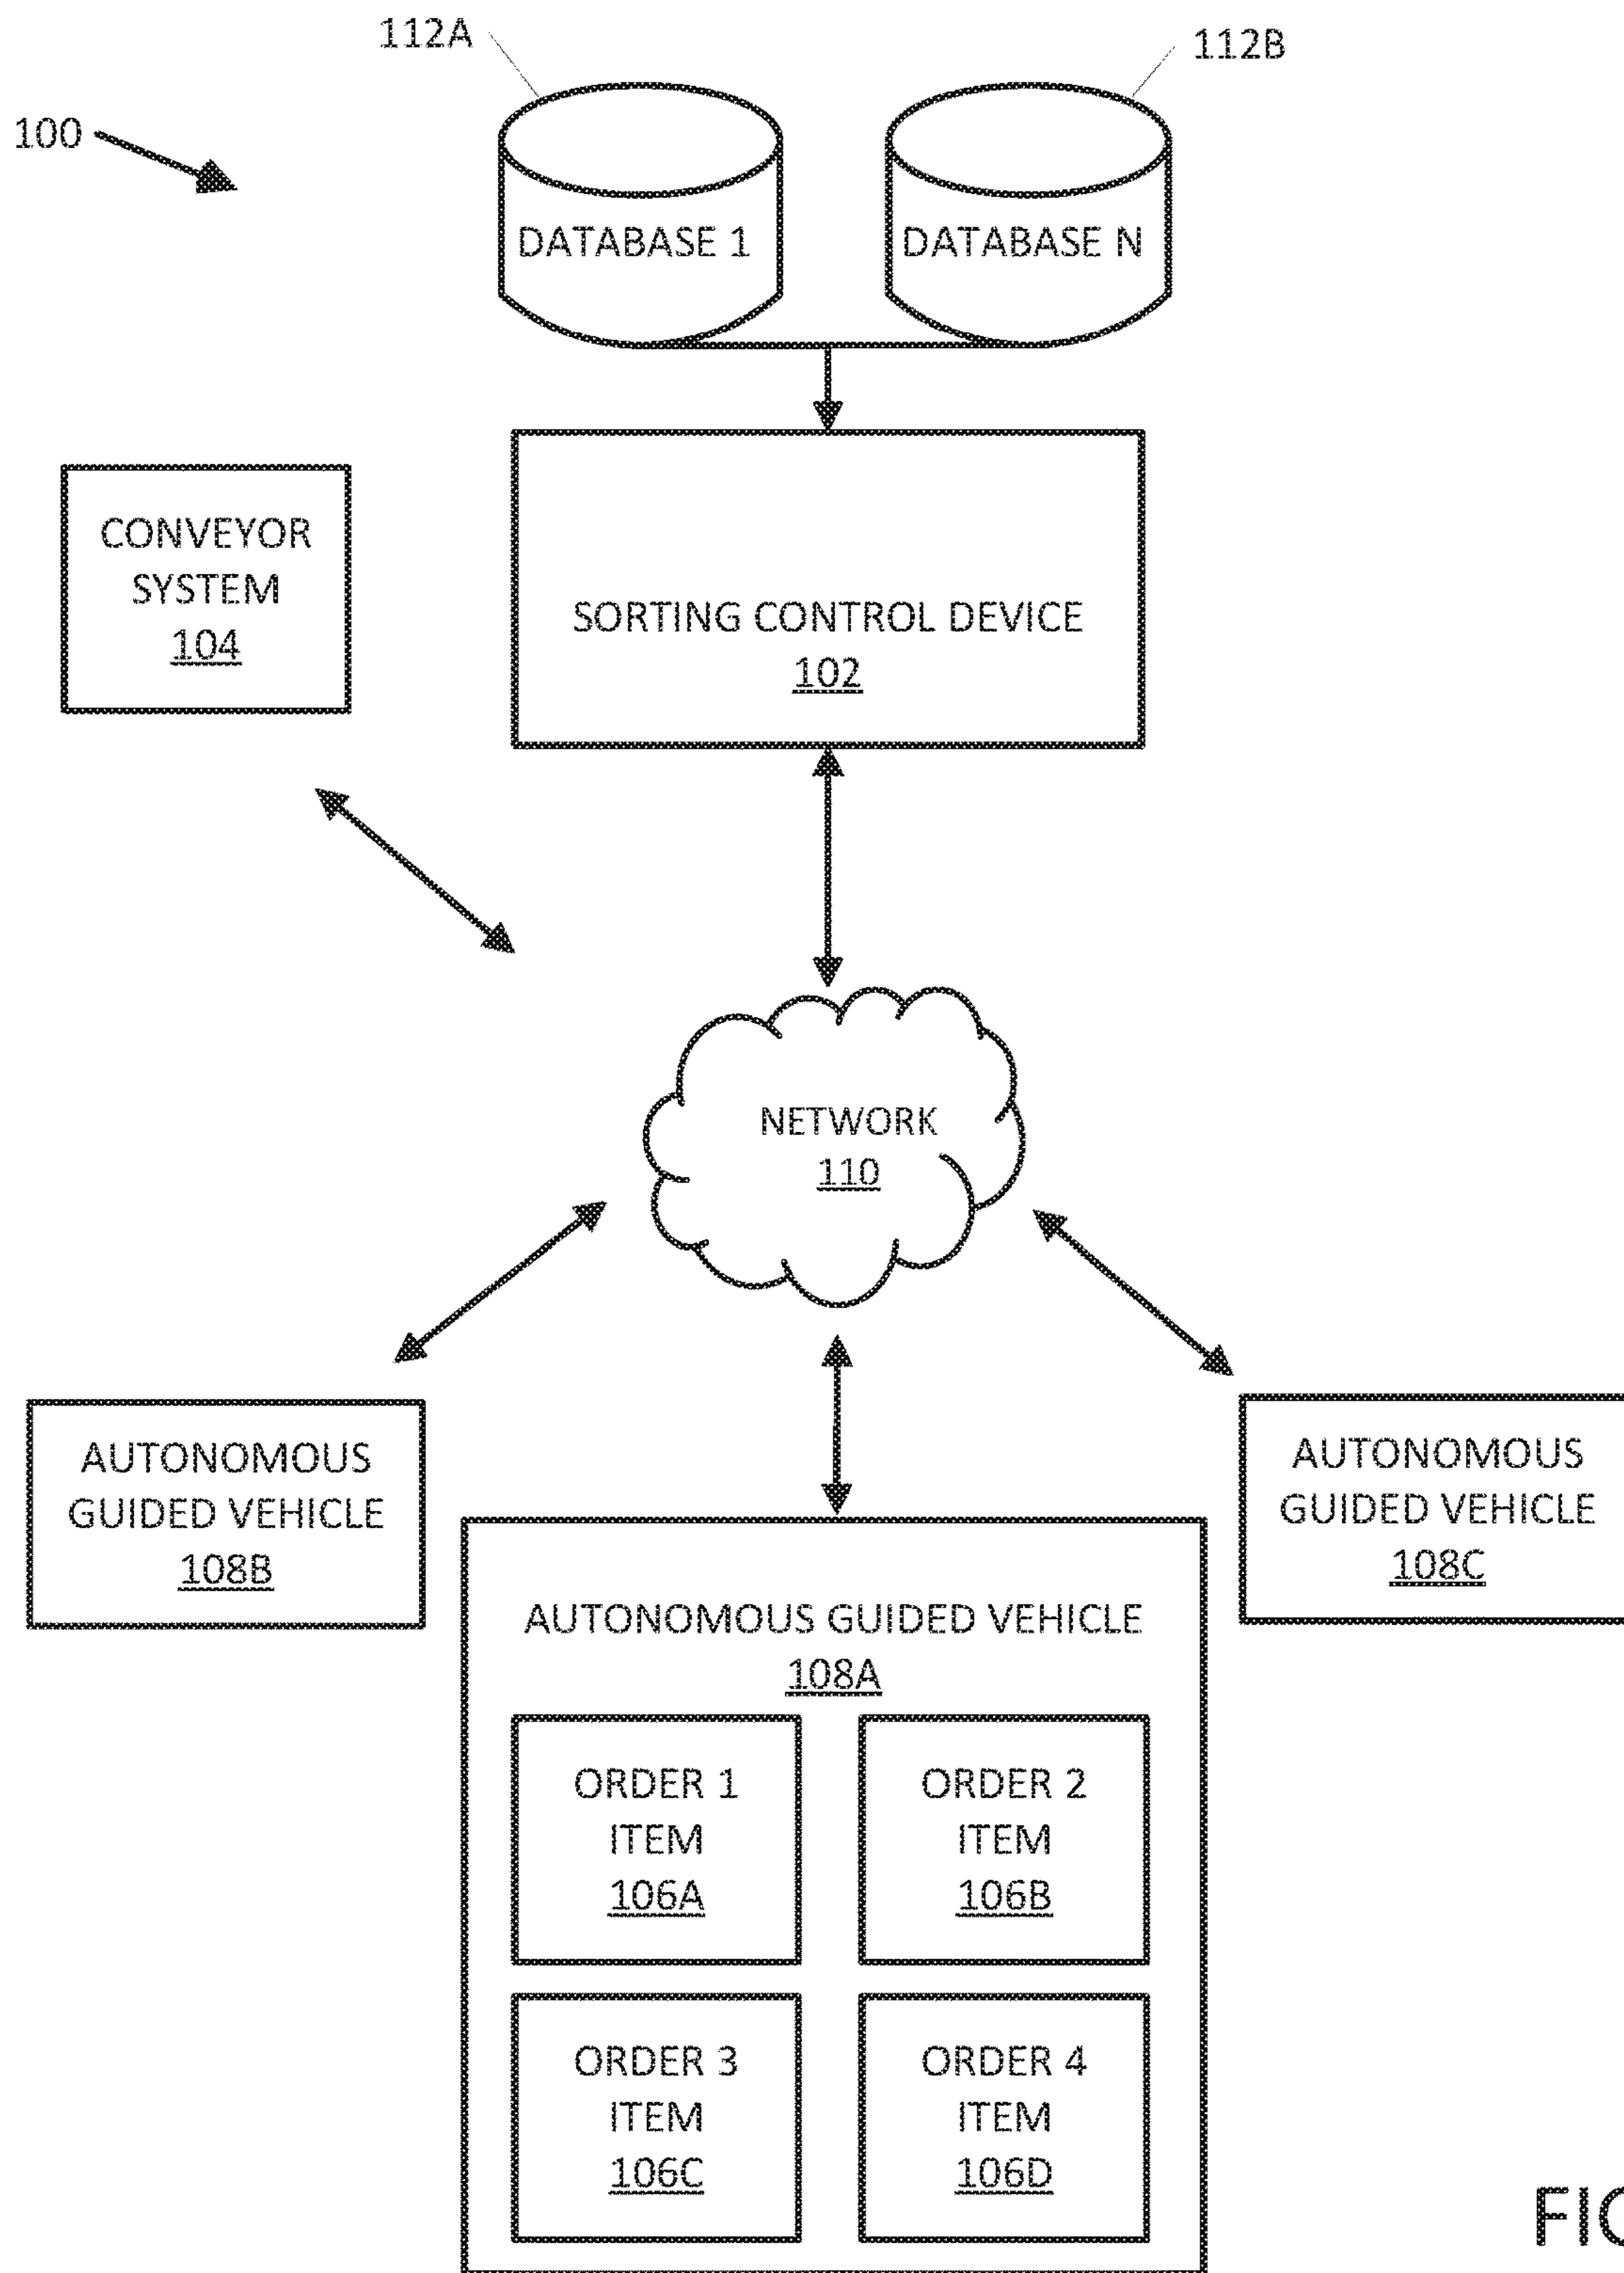 112A
112B
100
DATABASE 1
DATABASE N
CONVEYOR
SYSTEM
104
SORTING CONTROL DEVICE
102
NETWORK
110
AUTONOMOUS
GUIDED VEHICLE
108B
AUTONOMOUS
GUIDED VEHICLE
108C
AUTONOMOUS GUIDED VEHICLE
108A
ORDER 1
ITEM
106A
ORDER 2
ITEM
106B
ORDER 3
ITEM
106C
ORDER 4
ITEM
106D